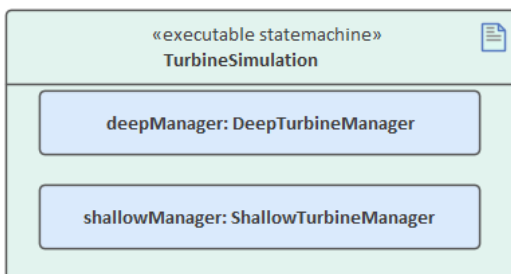 «executable statemachine»
TurbineSimulation
deepManager: DeepTurbineManager
shallowManager: ShallowTurbineManager